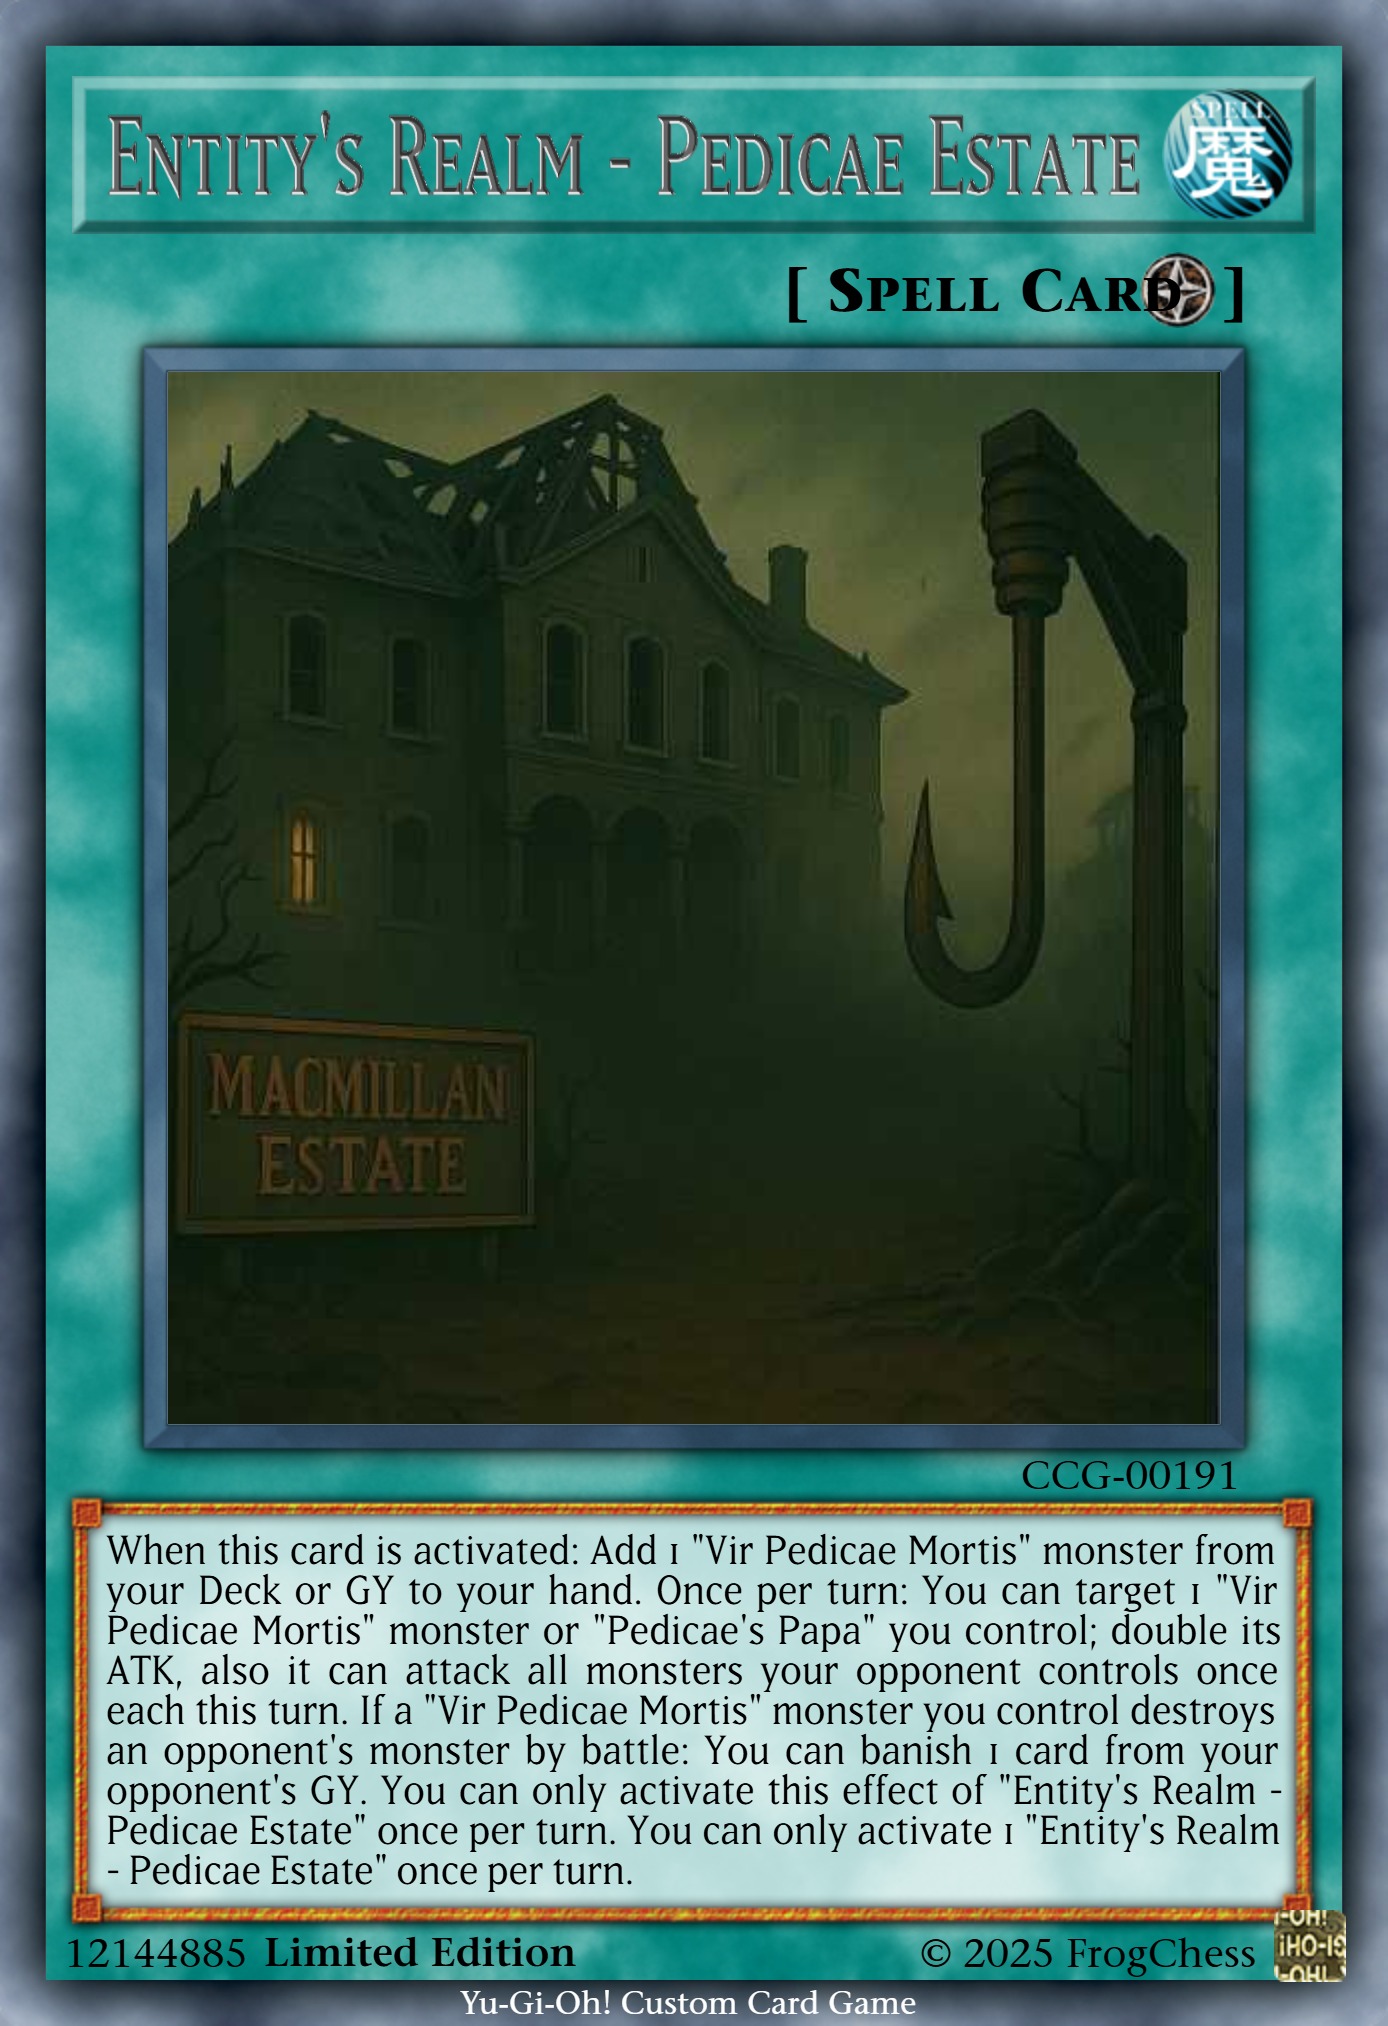 Entity's Realm - Pedicae Estate
SPELL
魔
[ Spell Card ]
MACMILLAN
ESTATE
CCG-00191
When this card is activated: Add 1 "Vir Pedicae Mortis" monster from
your Deck or GY to your hand. Once per turn: You can target 1 "Vir
Pedicae Mortis" monster or "Pedicae's Papa" you control; double its
ATK, also it can attack all monsters your opponent controls once
each this turn. If a "Vir Pedicae Mortis" monster you control destroys
an opponent's monster by battle: You can banish 1 card from your
opponent's GY. You can only activate this effect of "Entity's Realm -
Pedicae Estate" once per turn. You can only activate 1 "Entity's Realm
- Pedicae Estate" once per turn.
12144885 Limited Edition
© 2025 FrogChess
Yu-Gi-Oh! Custom Card Game